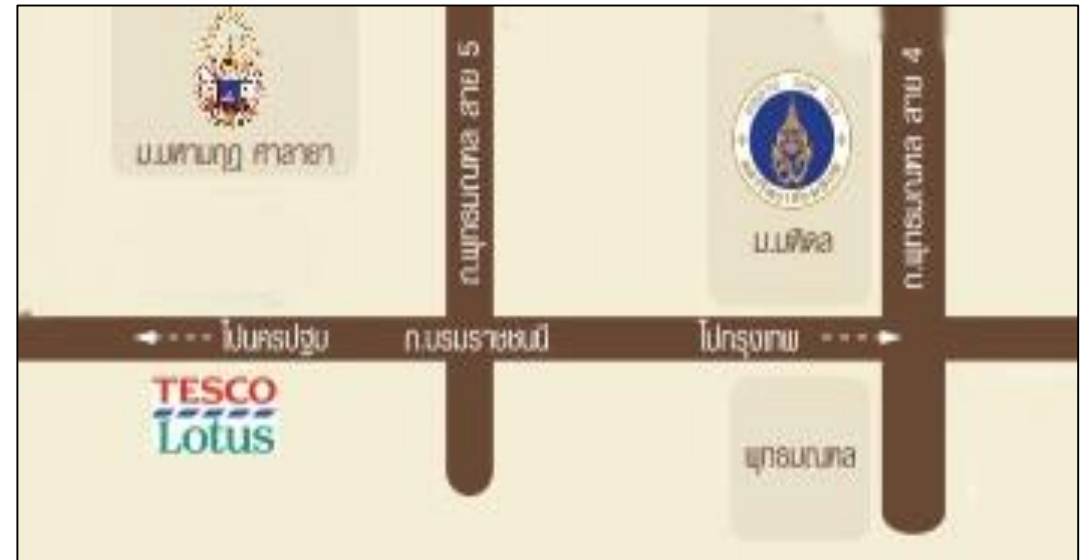 ม.มหามกุฏ ศาลายา
ถ.พุทธมณฑล สาย 5
ม.มหิดล
ถ.พุทธมณฑล สาย 4
ไปนครปฐม
ถ.บรมราชชนนี
ไปกรุงเทพ
TESCO
Lotus
พุทธมณฑล